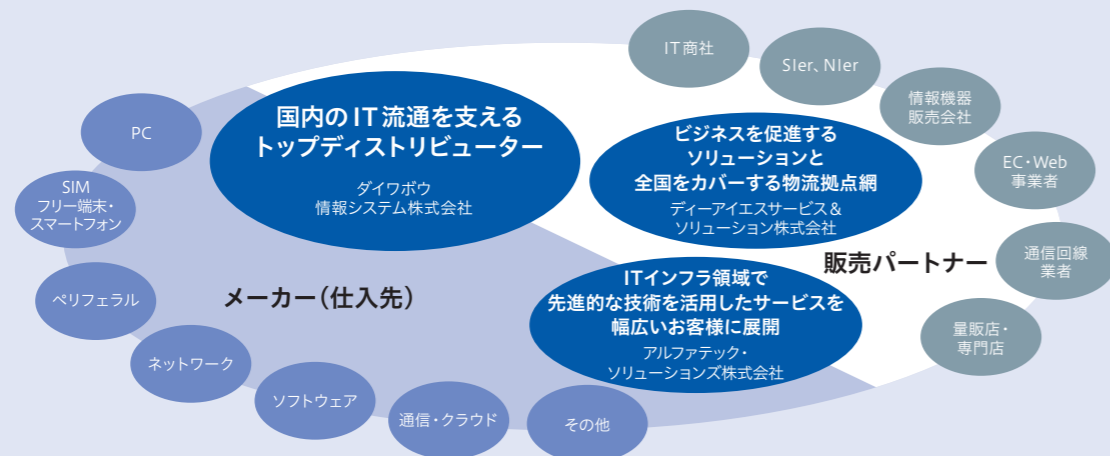 国内のIT流通を支える
トップディストリビューター
ダイワボウ
情報システム株式会社
ビジネスを促進する
ソリューションと
全国をカバーする物流拠点網
ディーアイエスサービス&
ソリューション株式会社
ITインフラ領域で
先進的な技術を活用したサービスを
幅広いお客様に展開
アルファテック・
ソリューションズ株式会社
メーカー(仕入先)
PC
SIM
フリー端末・
スマートフォン
ペリフェラル
ネットワーク
ソフトウェア
通信・クラウド
その他
販売パートナー
IT商社
SIer、NIer
情報機器
販売会社
EC・Web
事業者
通信回線
業者
量販店・
専門店